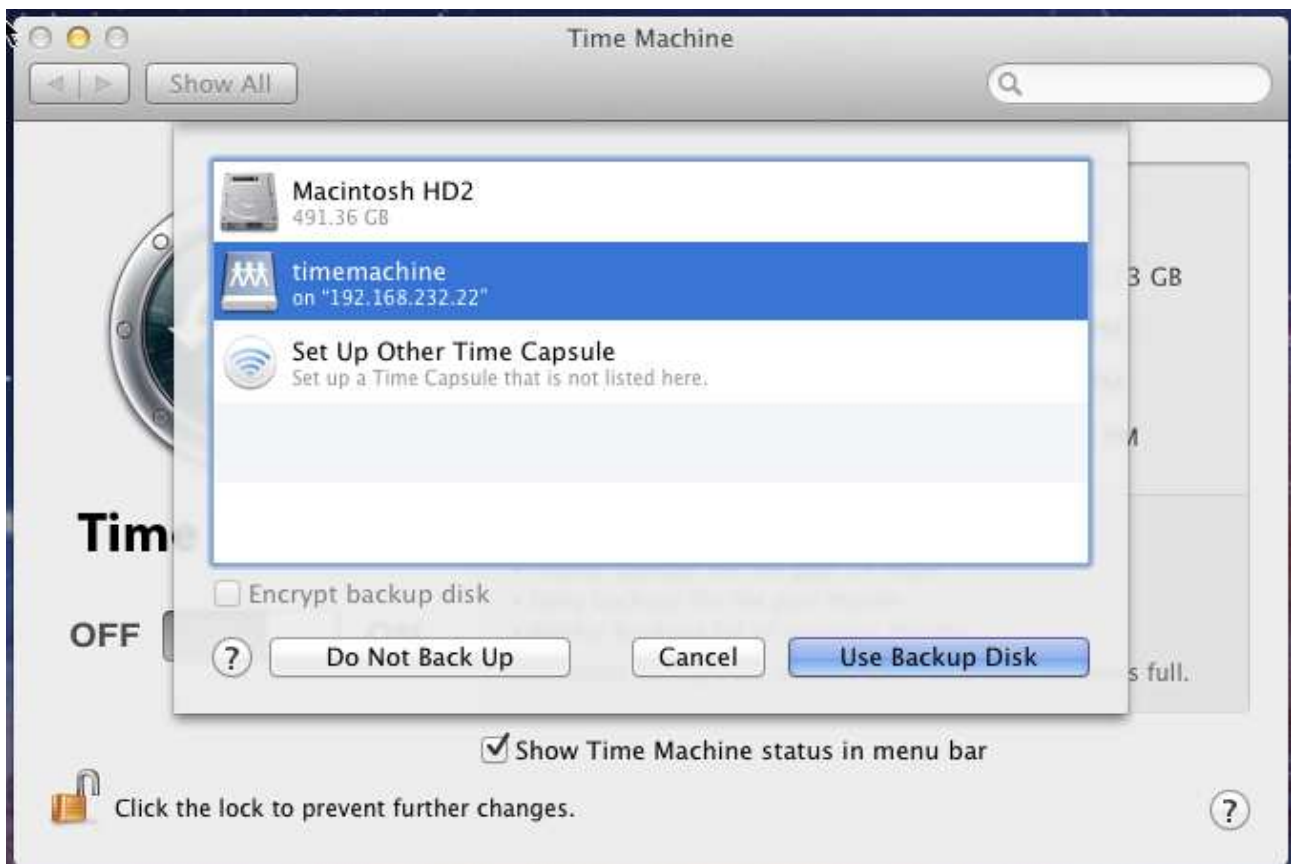 Time Machine
Show All
Macintosh HD2
491.36 GB
timemachine
on "192.168.232.22"
3 GB
Set Up Other Time Capsule
Set up a Time Capsule that is not listed here.
M
Tim
Encrypt backup disk
OFF
? Do Not Back Up Cancel Use Backup Disk
s full.
Show Time Machine status in menu bar
Click the lock to prevent further changes. ?